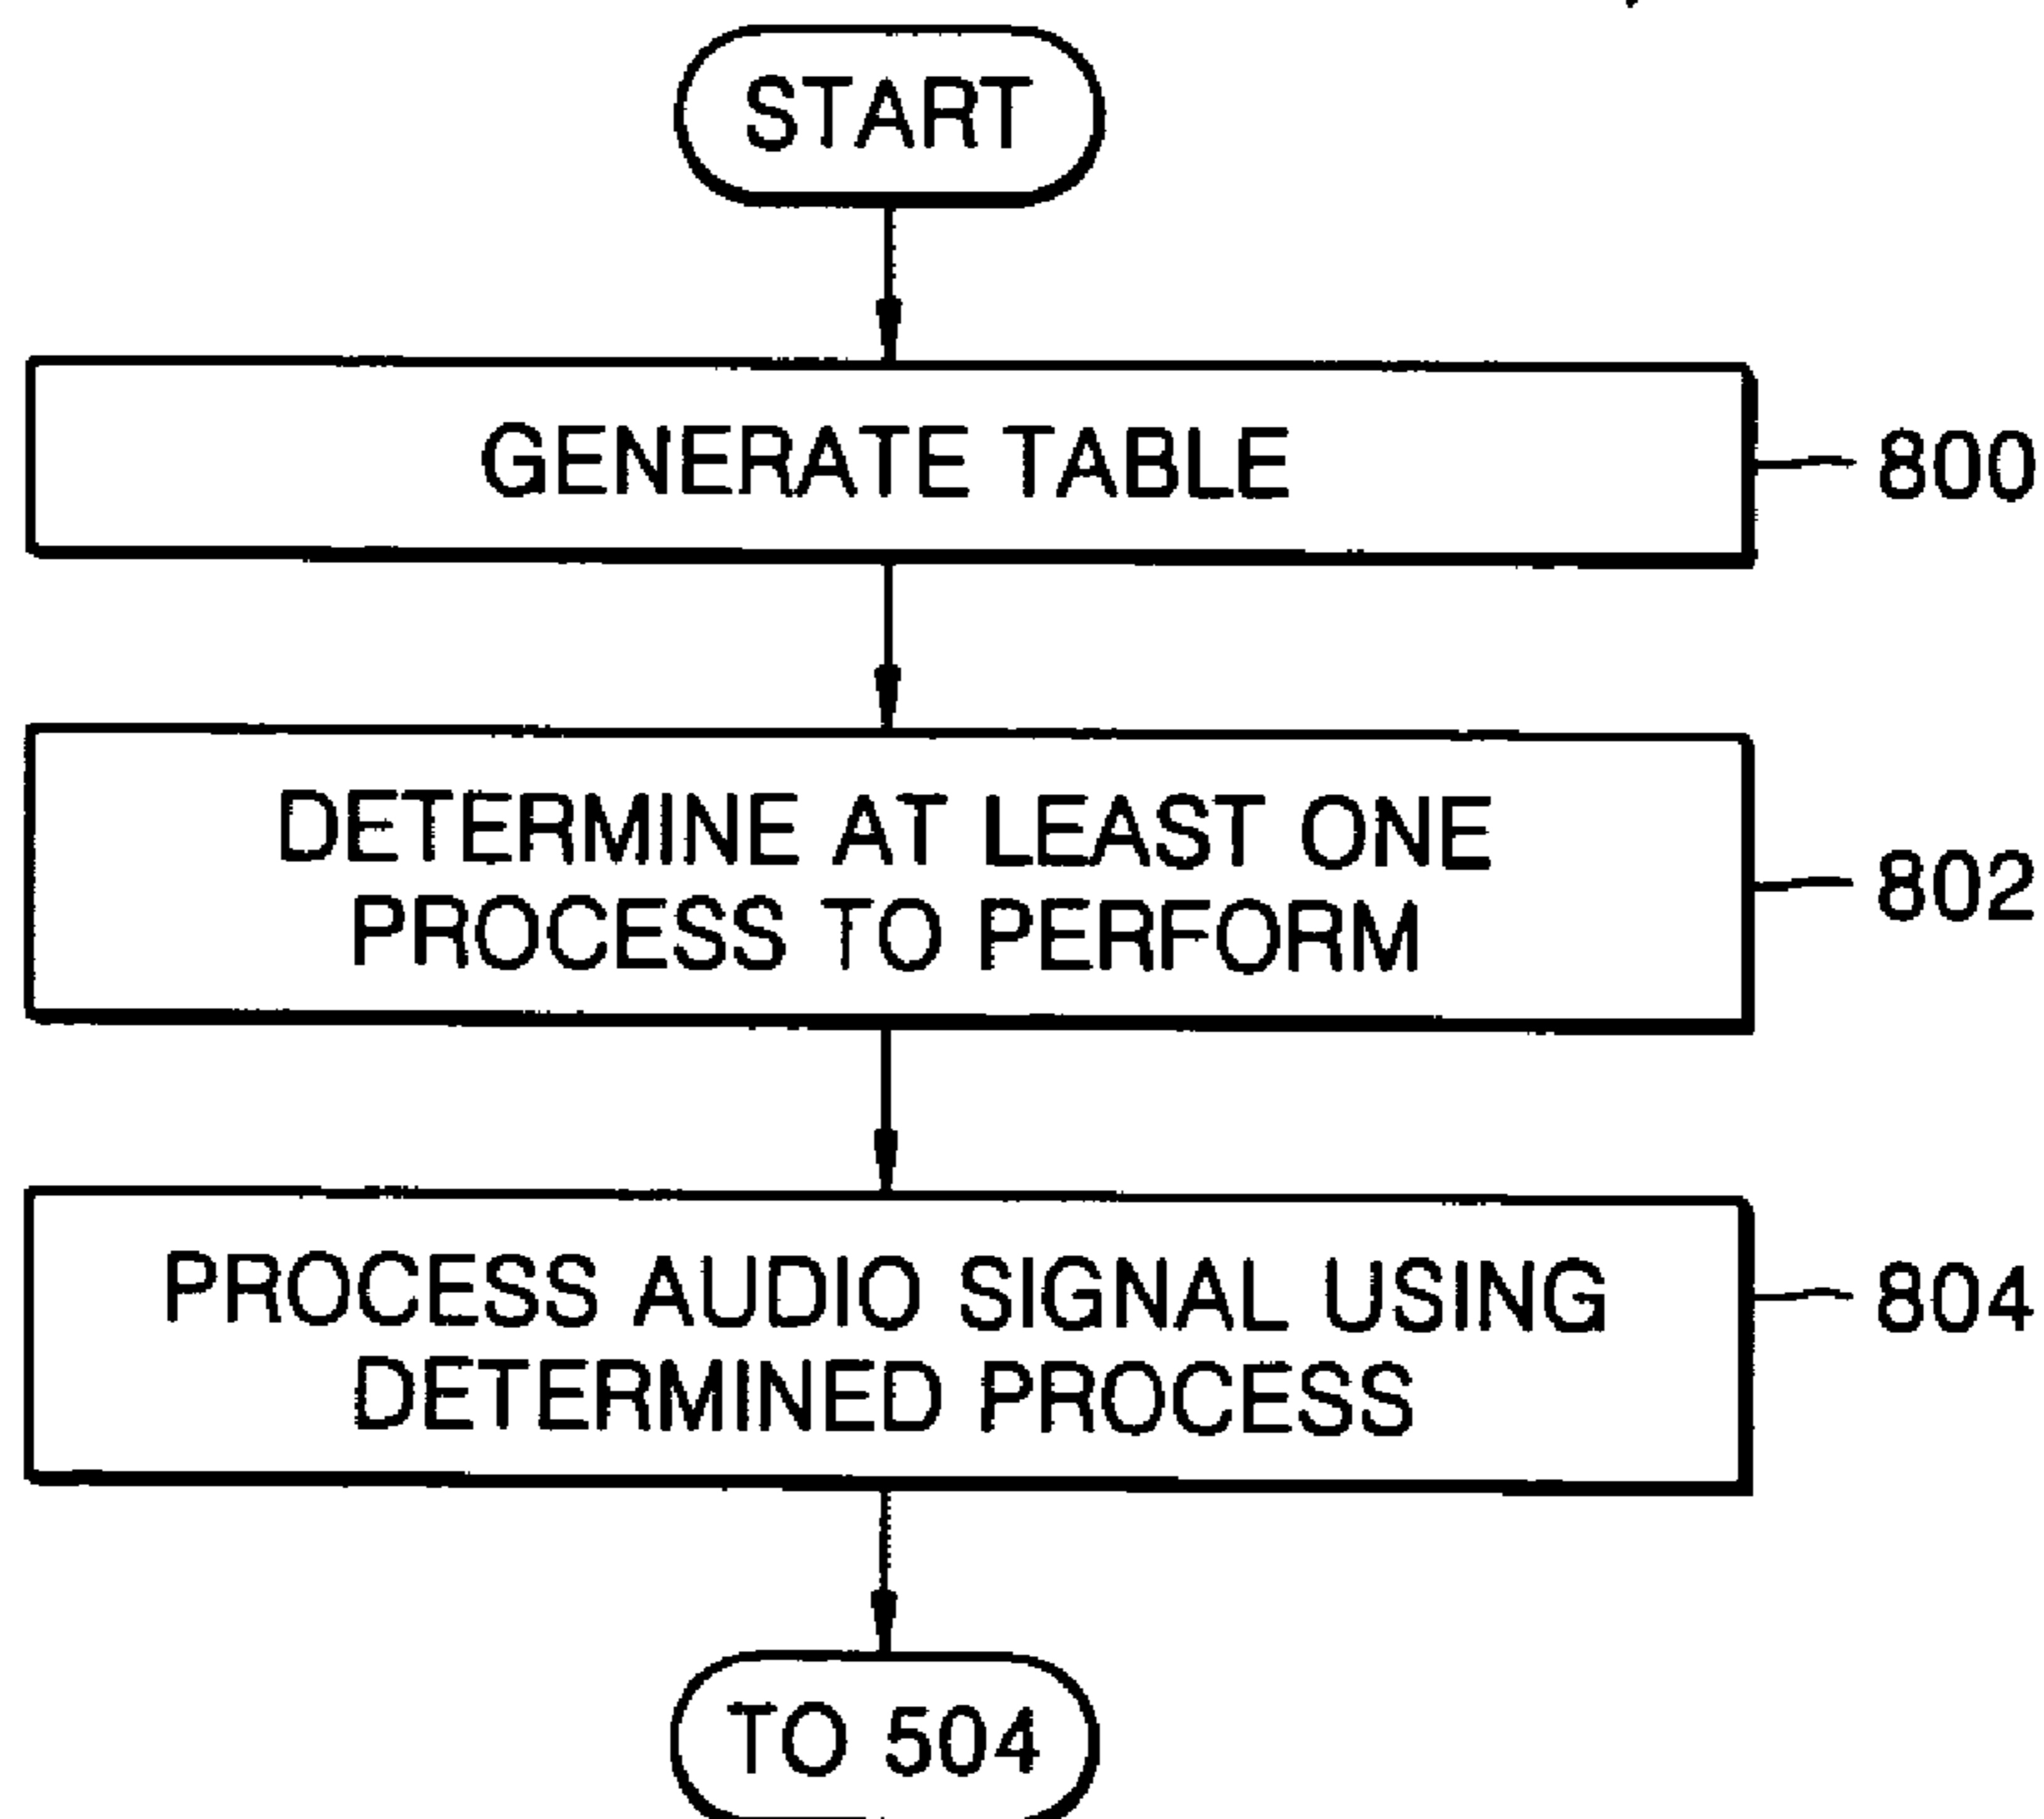 START
GENERATE TABLE
800
DETERMINE AT LEAST ONE
PROCESS TO PERFORM
802
PROCESS AUDIO SIGNAL USING
DETERMINED PROCESS
804
TO 504